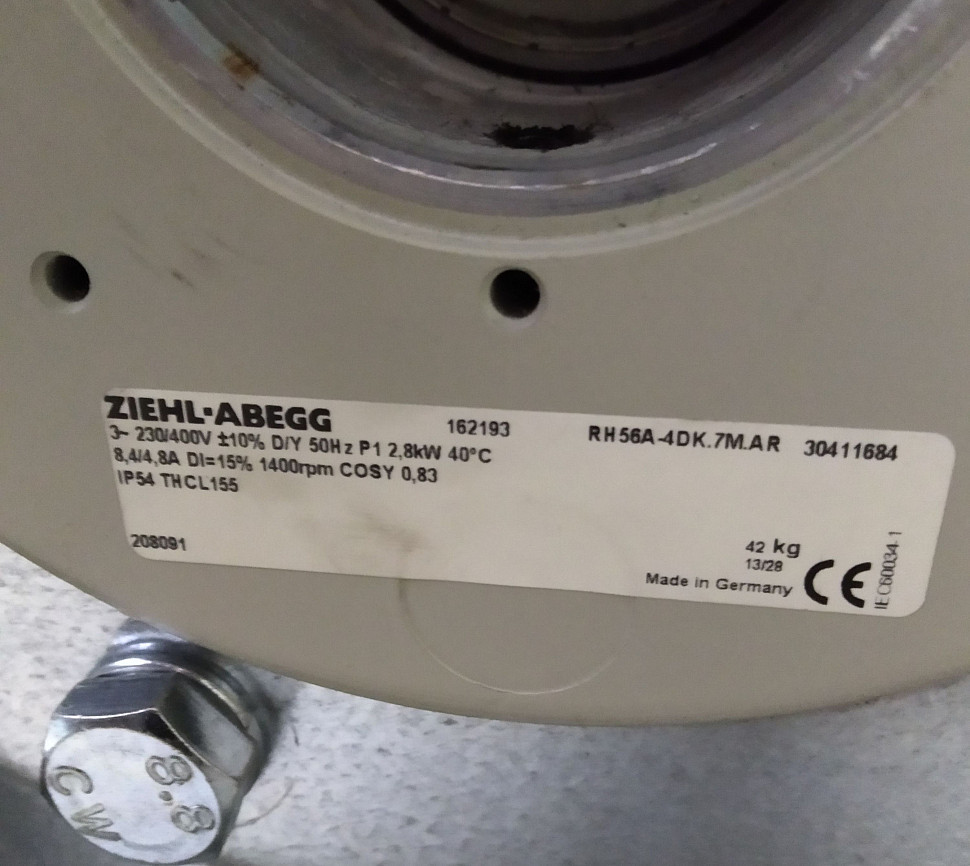 ZIEHL-ABEGG 162193 RH56A-4DK.7M.AR 30411684
3~ 230/400V ±10% D/Y 50Hz P1 2,8kW 40°C
8,4/4,8A DI=15% 1400rpm COSY 0,83
IP54 THCL155
208091
42 kg
13/28
Made in Germany
CE
IEC60034-1
8.8
CW